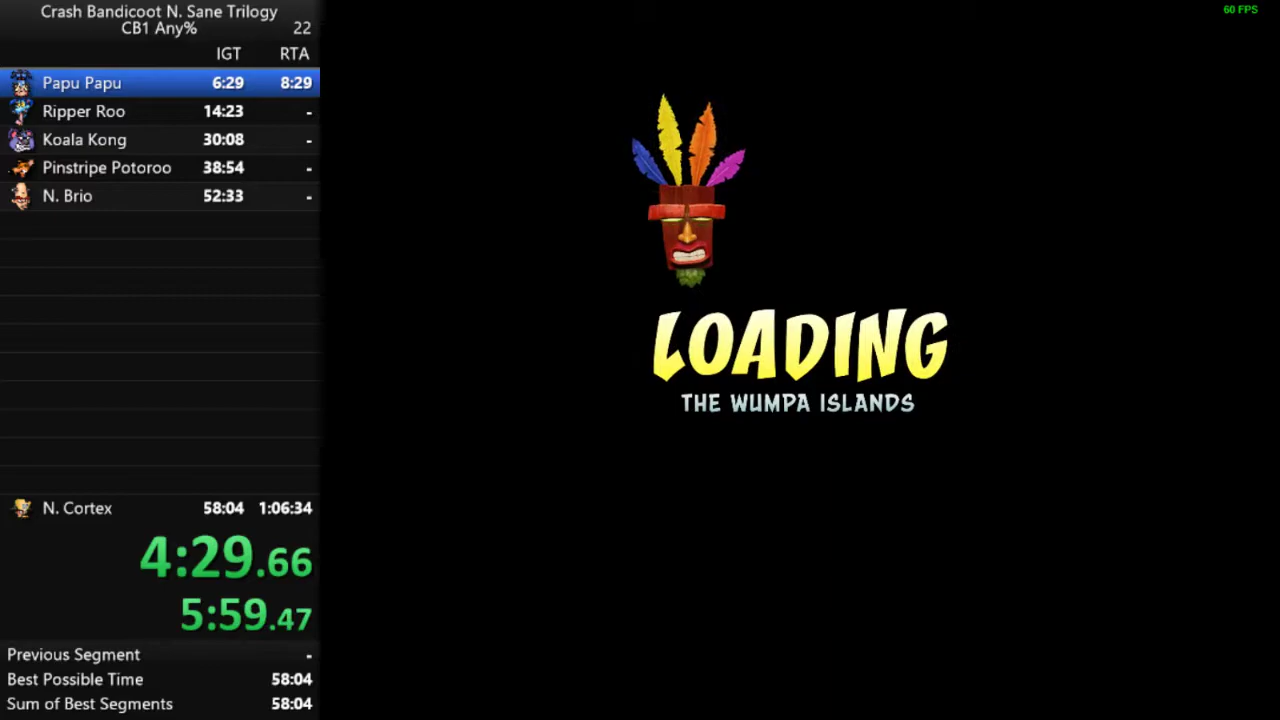 Crash Bandicoot N. Sane Trilogy
CB1 Any% 22
IGT RTA
Papu Papu 6:29 8:29
Ripper Roo 14:23 -
Koala Kong 30:08 -
Pinstripe Potoroo 38:54 -
N. Brio 52:33 -
N. Cortex 58:04 1:06:34
4:29.66
5:59.47
Previous Segment -
Best Possible Time 58:04
Sum of Best Segments 58:04
60 FPS
LOADING
THE WUMPA ISLANDS